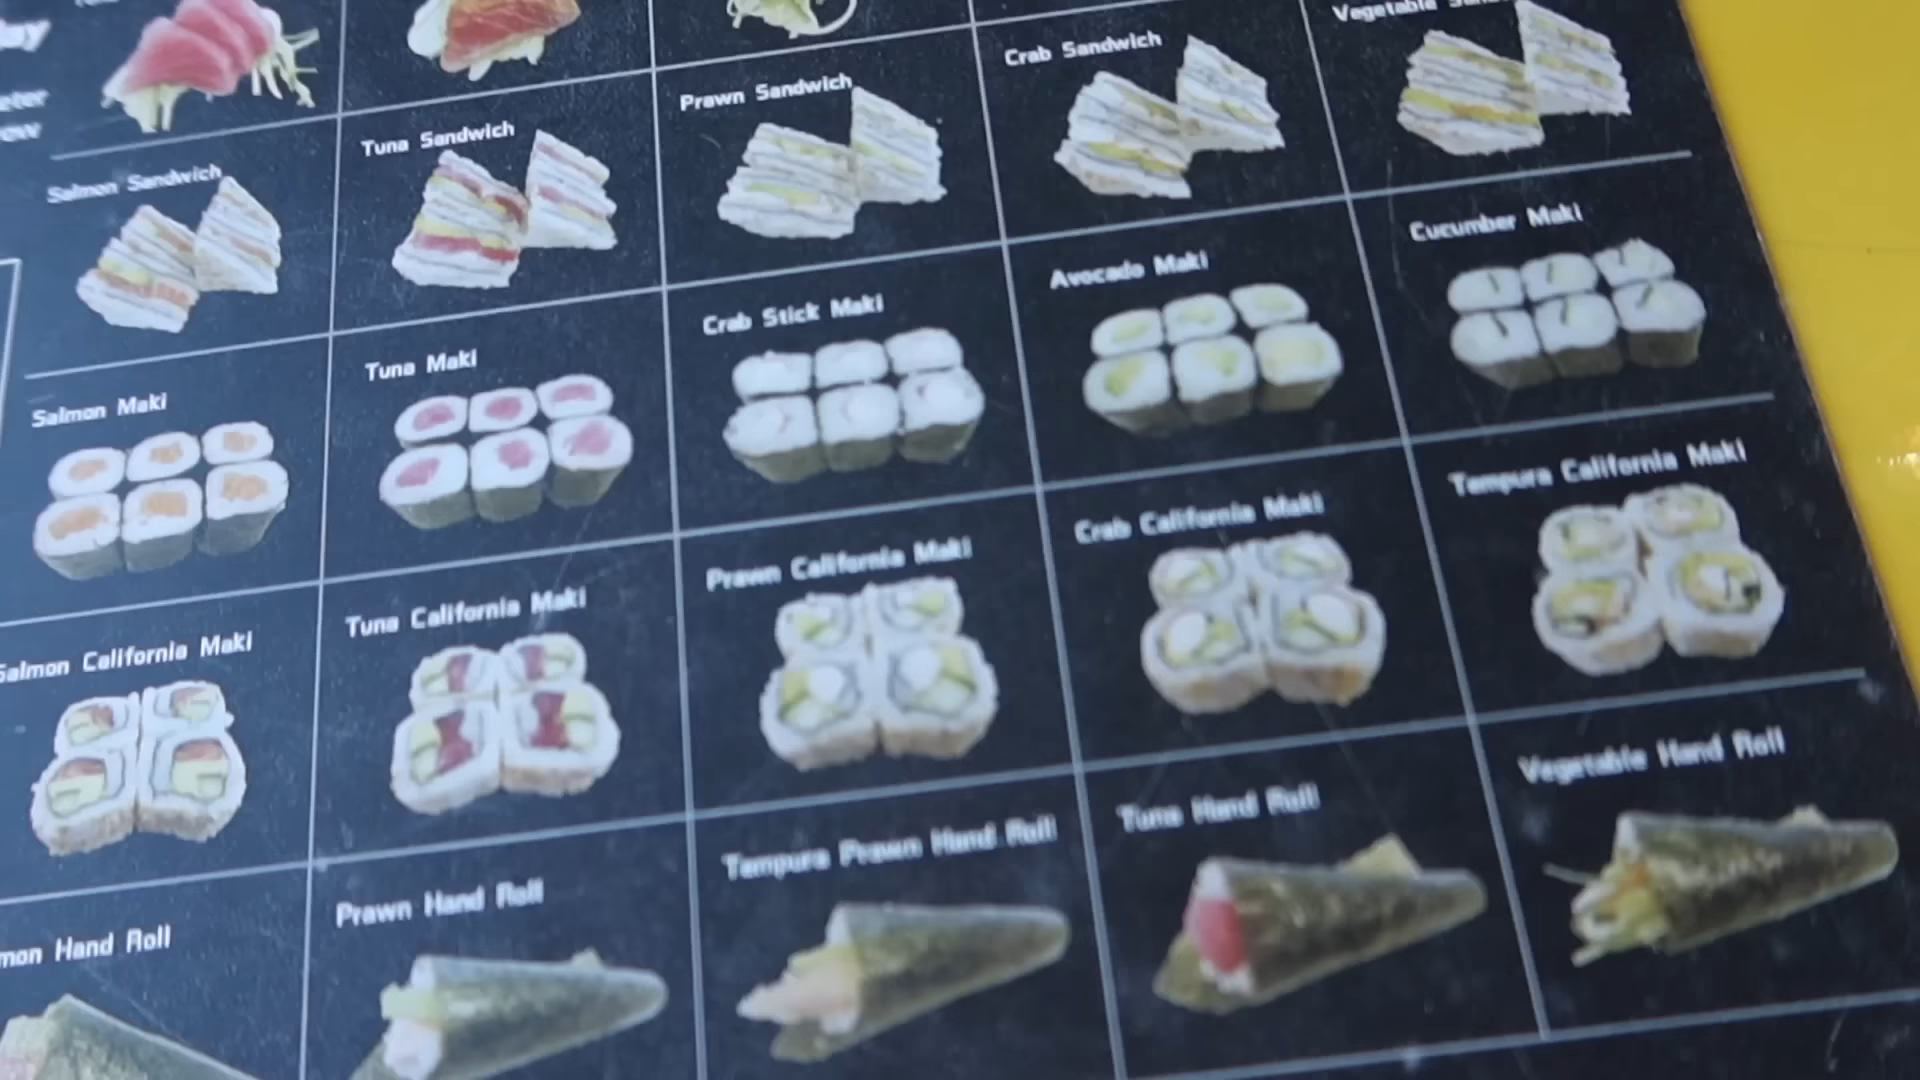 Salmon Sandwich
Tuna Sandwich
Prawn Sandwich
Crab Sandwich
Vegetable
Salmon Maki
Tuna Maki
Crab Stick Maki
Avocado Maki
Cucumber Maki
Salmon California Maki
Tuna California Maki
Prawn California Maki
Crab California Maki
Tempura California Maki
Hand Roll
Prawn Hand Roll
Tempura Prawn Hand Roll
Tuna Hand Roll
Vegetable Hand Roll